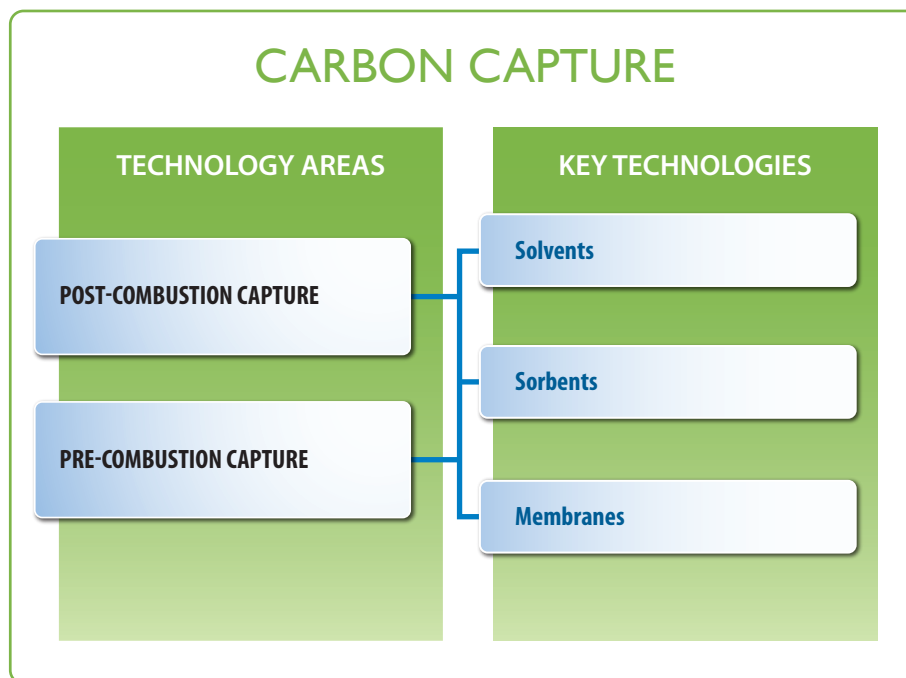 CARBON CAPTURE
TECHNOLOGY AREAS
POST-COMBUSTION CAPTURE
PRE-COMBUSTION CAPTURE
KEY TECHNOLOGIES
Solvents
Sorbents
Membranes